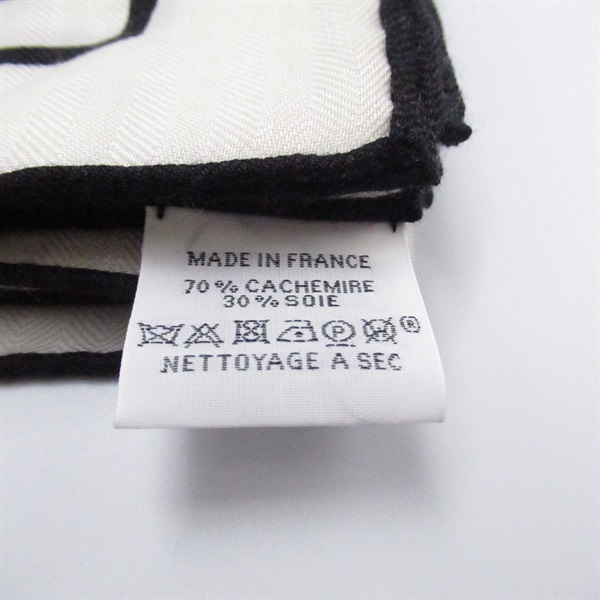 MADE IN FRANCE
70% CACHEMIRE
30% SOIE
P W ®
NETTOYAGE A SEC